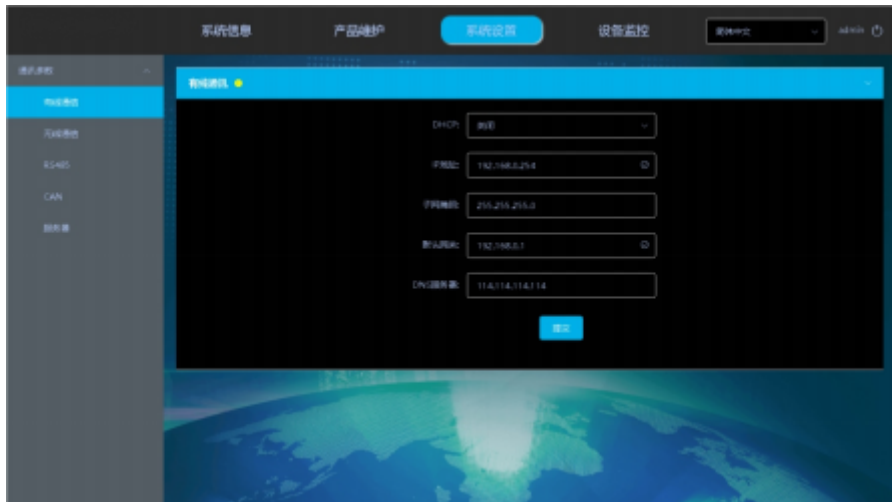 系统信息 产品维护 系统设置 设备监控 简体中文 admin
通讯参数
有线通信
无线通信
RS485
CAN
服务器
有线通讯
DHCP: 关闭
IP地址: 192.168.0.254
子网掩码: 255.255.255.0
默认网关: 192.168.0.1
DNS服务器: 114.114.114.114
提交